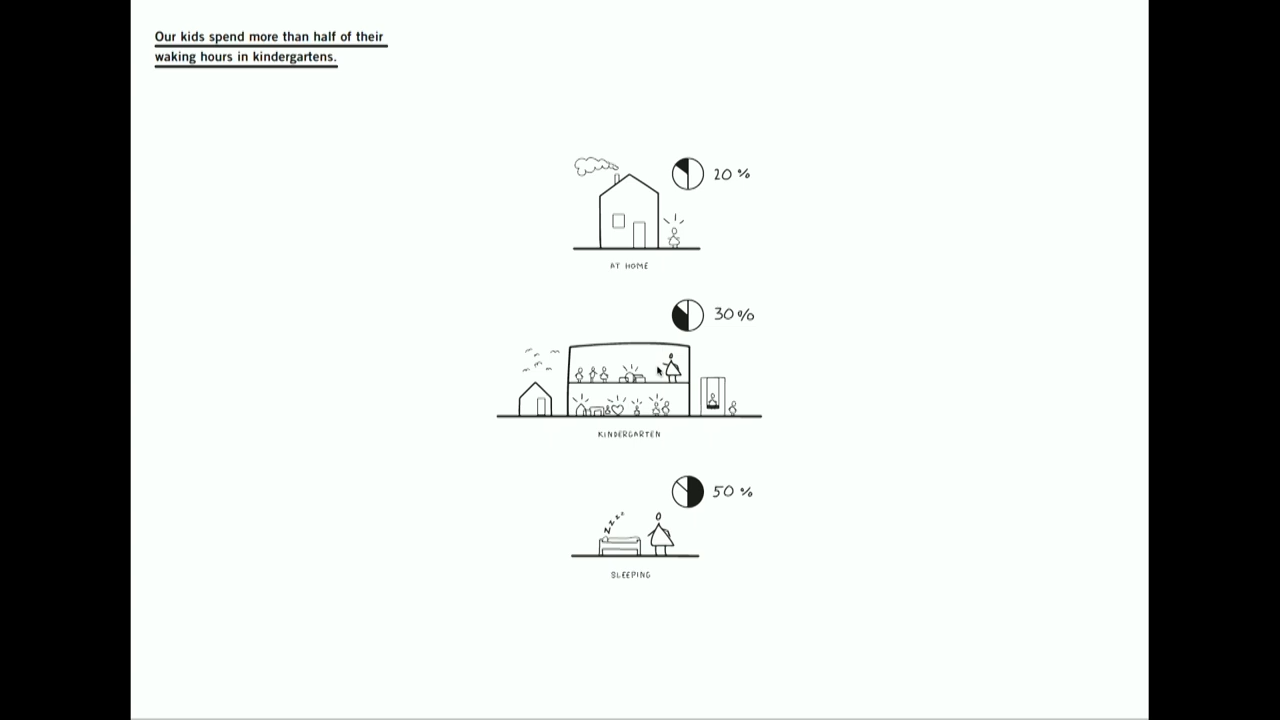 Our kids spend more than half of their
waking hours in kindergartens.
20 %
AT HOME
30 %
KINDERGARTEN
50 %
ZZZZZ
SLEEPING